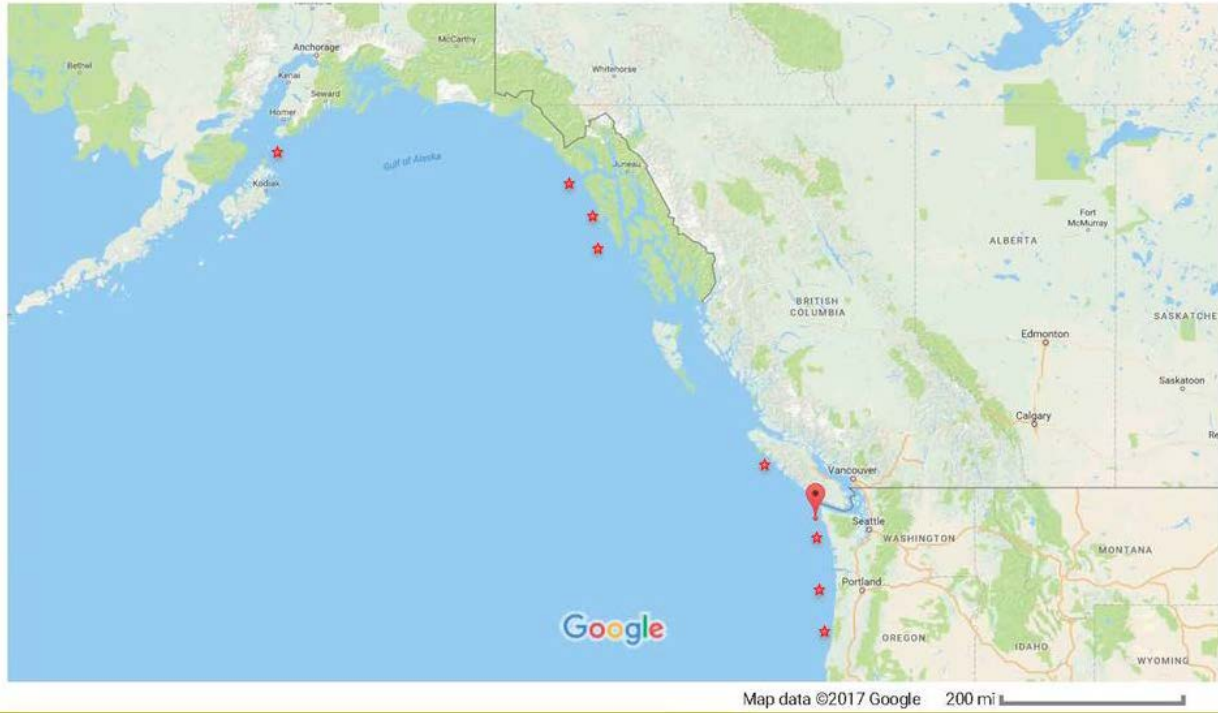 Anchorage
McCarthy
Bethel
Kenai
Whitehorse
Seward
Homer
Gulf of Alaska
Juneau
Kodiak
Fort
McMurray
ALBERTA
BRITISH
COLUMBIA
SASKATCHE
Edmonton
Saskatoon
Calgary
Re
Vancouver
Seattle
WASHINGTON
MONTANA
Portland
Google
OREGON
IDAHO
WYOMING
Map data ©2017 Google 200 mi